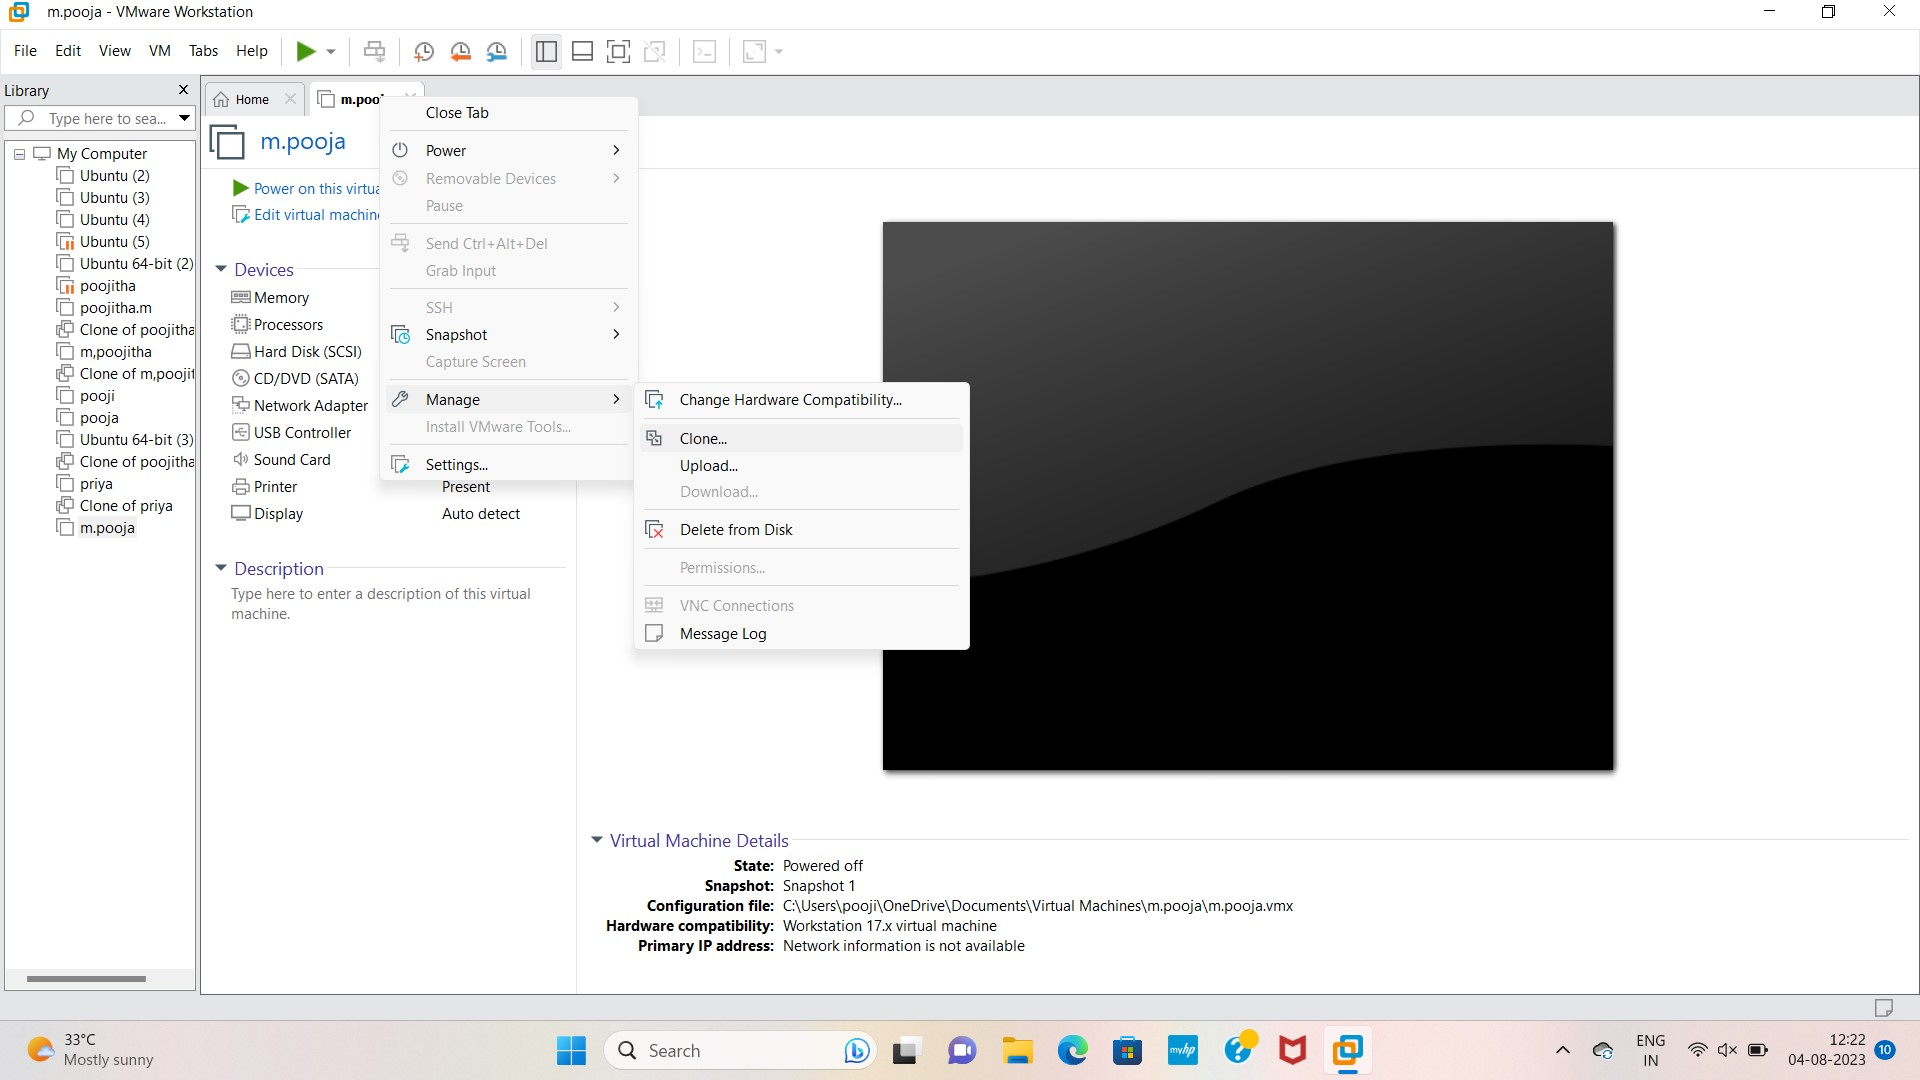 m.pooja - VMware Workstation
File Edit View VM Tabs Help
Library
Type here to sea...
My Computer
Ubuntu (2)
Ubuntu (3)
Ubuntu (4)
Ubuntu (5)
Ubuntu 64-bit (2)
poojitha
poojitha.m
Clone of poojitha
m,poojitha
Clone of m,poojit
pooji
pooja
Ubuntu 64-bit (3)
Clone of poojitha
priya
Clone of priya
m.pooja
Home
m.pooj
m.pooja
Power on this virtua
Edit virtual machine
Devices
Memory
Processors
Hard Disk (SCSI)
CD/DVD (SATA)
Network Adapter
USB Controller
Sound Card
Printer Present
Display Auto detect
Description
Type here to enter a description of this virtual
machine.
Close Tab
Power
Removable Devices
Pause
Send Ctrl+Alt+Del
Grab Input
SSH
Snapshot
Capture Screen
Manage
Install VMware Tools...
Settings...
Change Hardware Compatibility...
Clone...
Upload...
Download...
Delete from Disk
Permissions...
VNC Connections
Message Log
Virtual Machine Details
State: Powered off
Snapshot: Snapshot 1
Configuration file: C:\Users\pooji\OneDrive\Documents\Virtual Machines\m.pooja\m.pooja.vmx
Hardware compatibility: Workstation 17.x virtual machine
Primary IP address: Network information is not available
33°C
Mostly sunny
Search
myhp
ENG
IN
12:22
04-08-2023
10